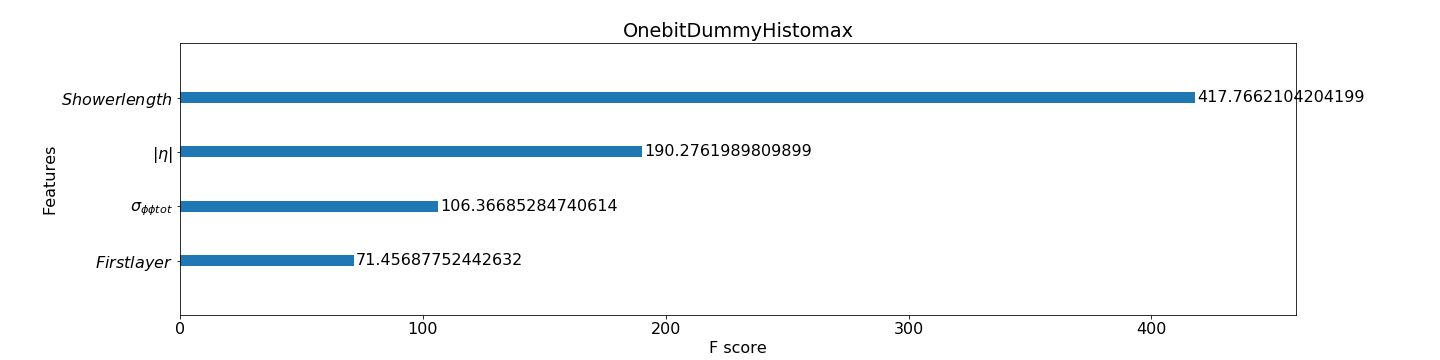 OnebitDummyHistomax
Showerlength
417.7662104204199
|η|
190.2761989809899
σϕϕtot
106.36685284740614
Firstlayer
71.45687752442632
Features
0 100 200 300 400
F score